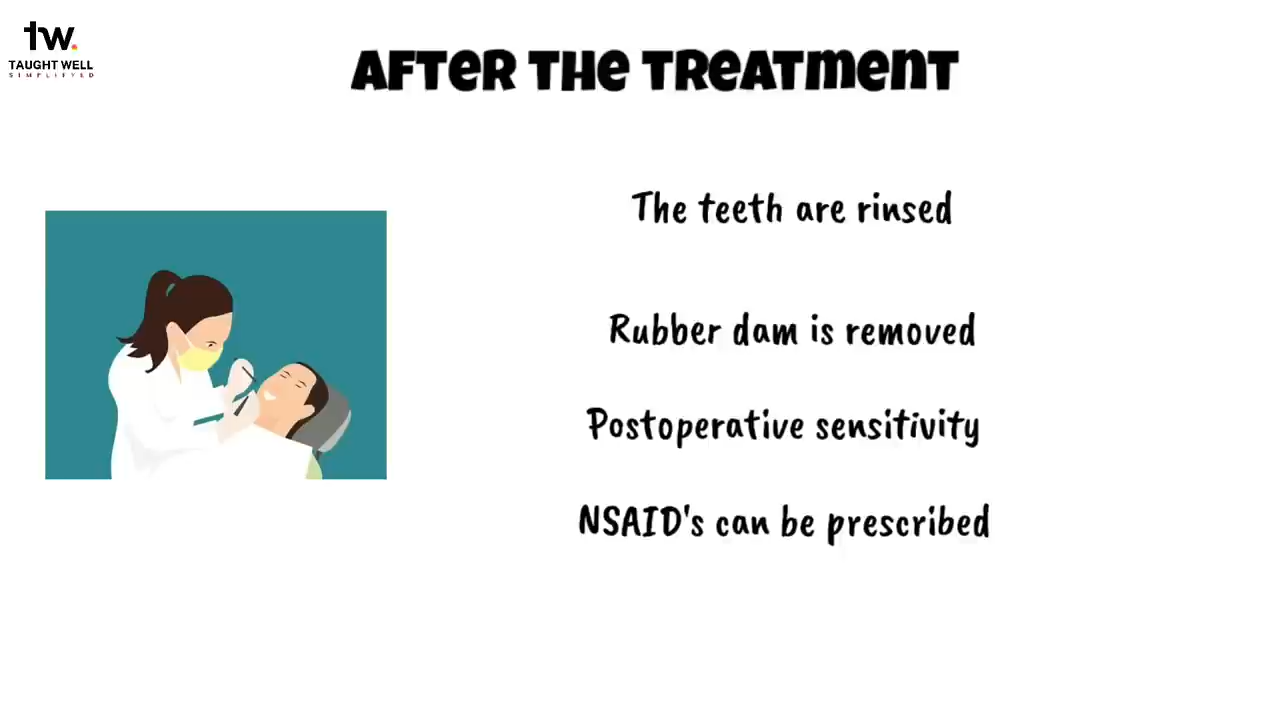 tw.
TAUGHT WELL
SIMPLIFIED
AFTER THE TREATMENT
The teeth are rinsed
Rubber dam is removed
Postoperative sensitivity
NSAID's can be prescribed